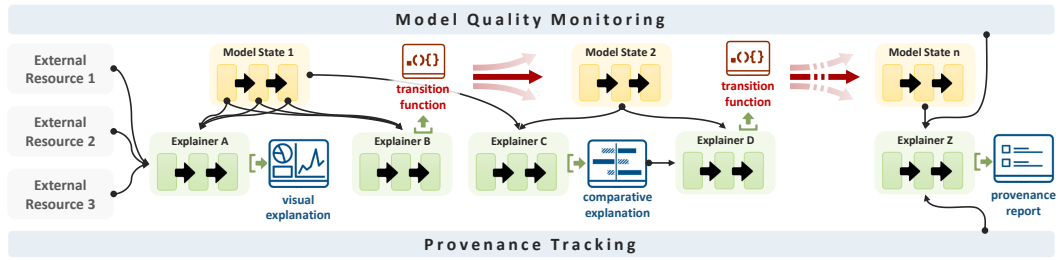 Model Quality Monitoring
External
Resource 1
External
Resource 2
External
Resource 3
Model State 1
.(){}
transition
function
Model State 2
.(){}
transition
function
Model State n
Explainer A
visual
explanation
Explainer B
Explainer C
comparative
explanation
Explainer D
Explainer Z
provenance
report
Provenance Tracking